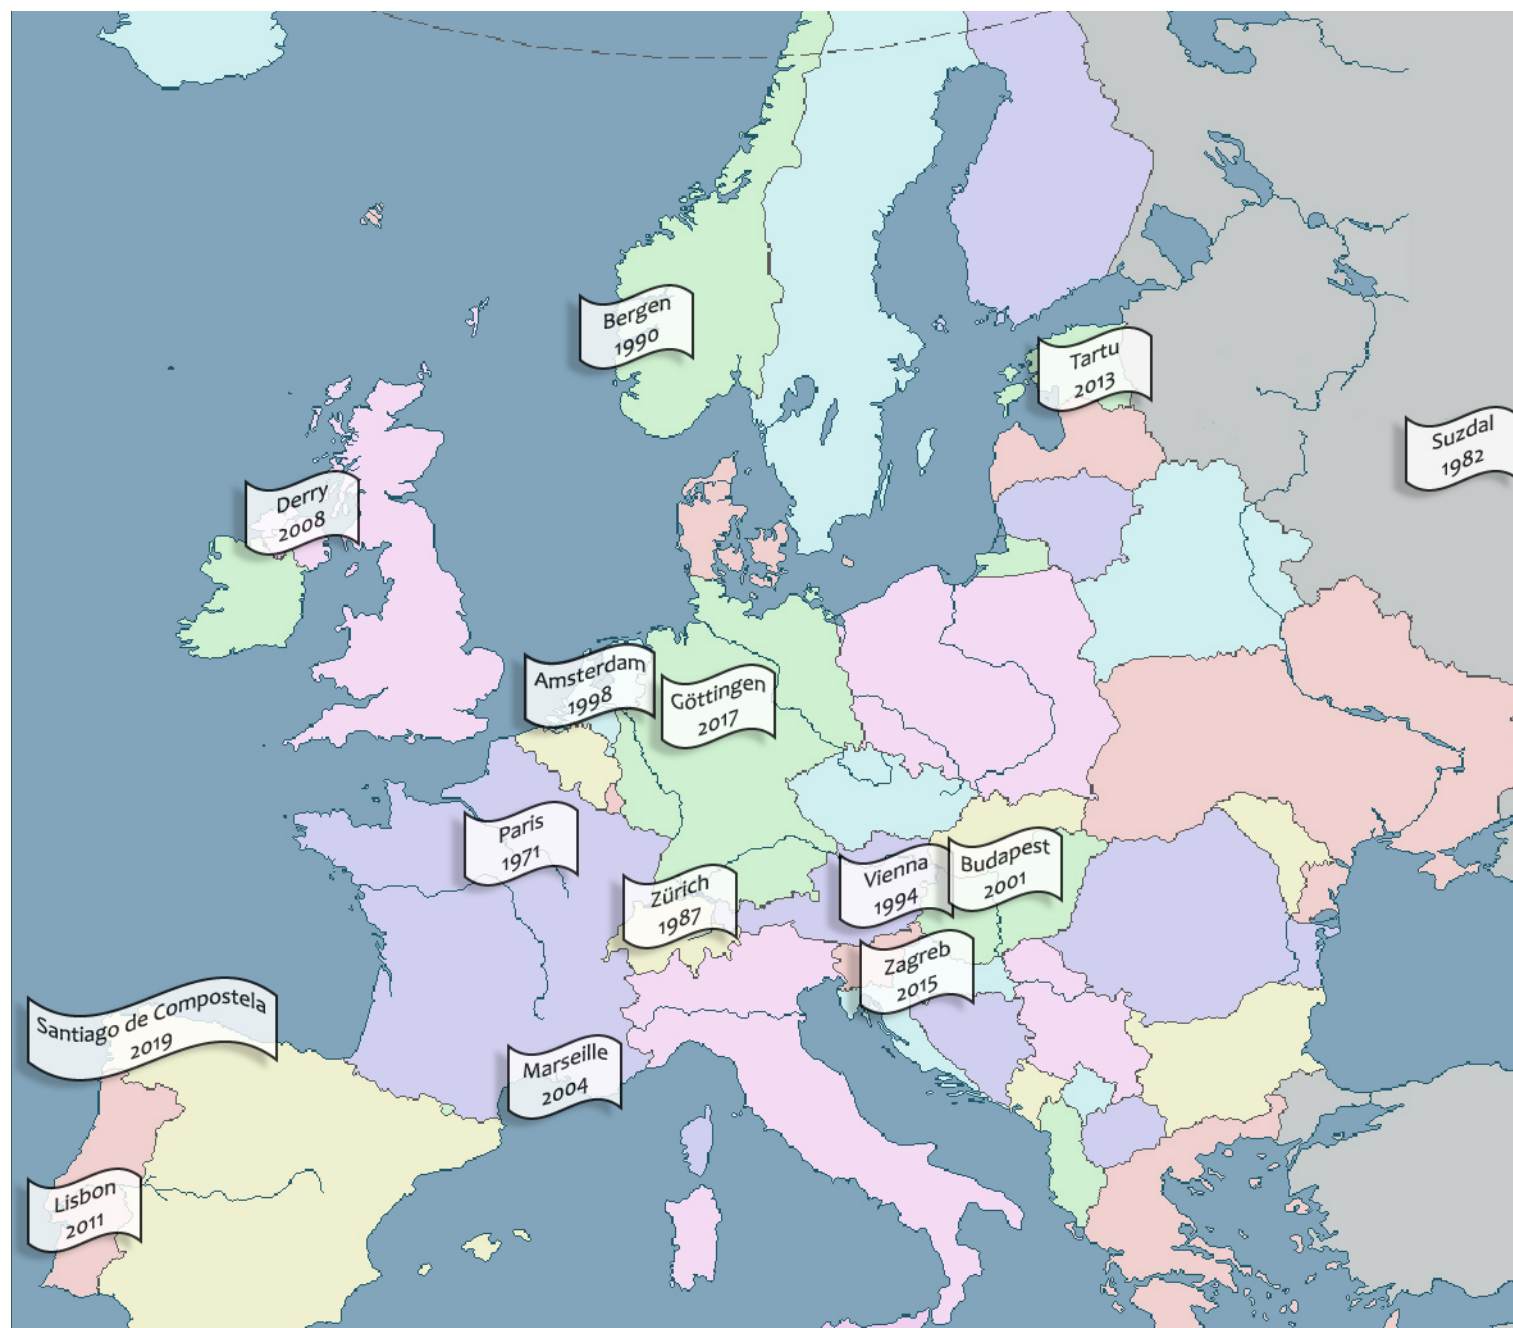 Bergen
1990
Tartu
2013
Suzdal
1982
Derry
2008
Amsterdam
1998
Göttingen
2017
Paris
1971
Zürich
1987
Vienna
1994
Budapest
2001
Zagreb
2015
Santiago de Compostela
2019
Marseille
2004
Lisbon
2011